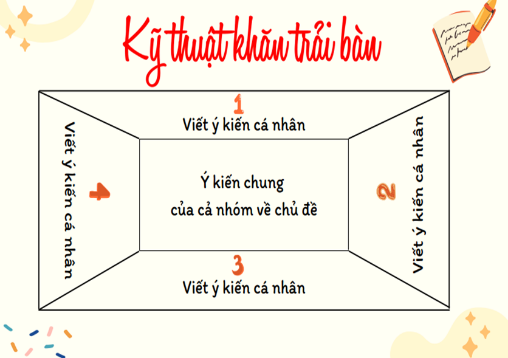 Kỹ thuật khăn trải bàn
1
Viết ý kiến cá nhân
4
Viết ý kiến cá nhân
Ý kiến chung
của cả nhóm về chủ đề
2
Viết ý kiến cá nhân
3
Viết ý kiến cá nhân